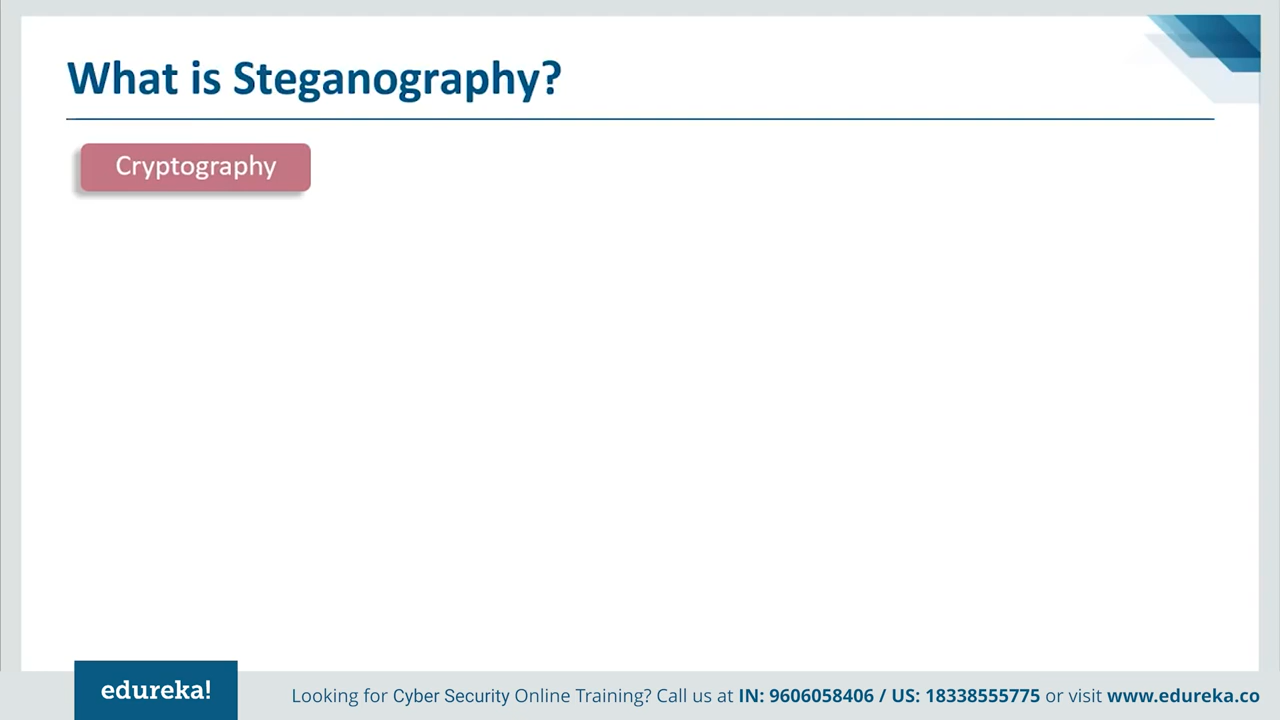 What is Steganography?
Cryptography
edureka!
Looking for Cyber Security Online Training? Call us at IN: 9606058406 / US: 18338555775 or visit www.edureka.co